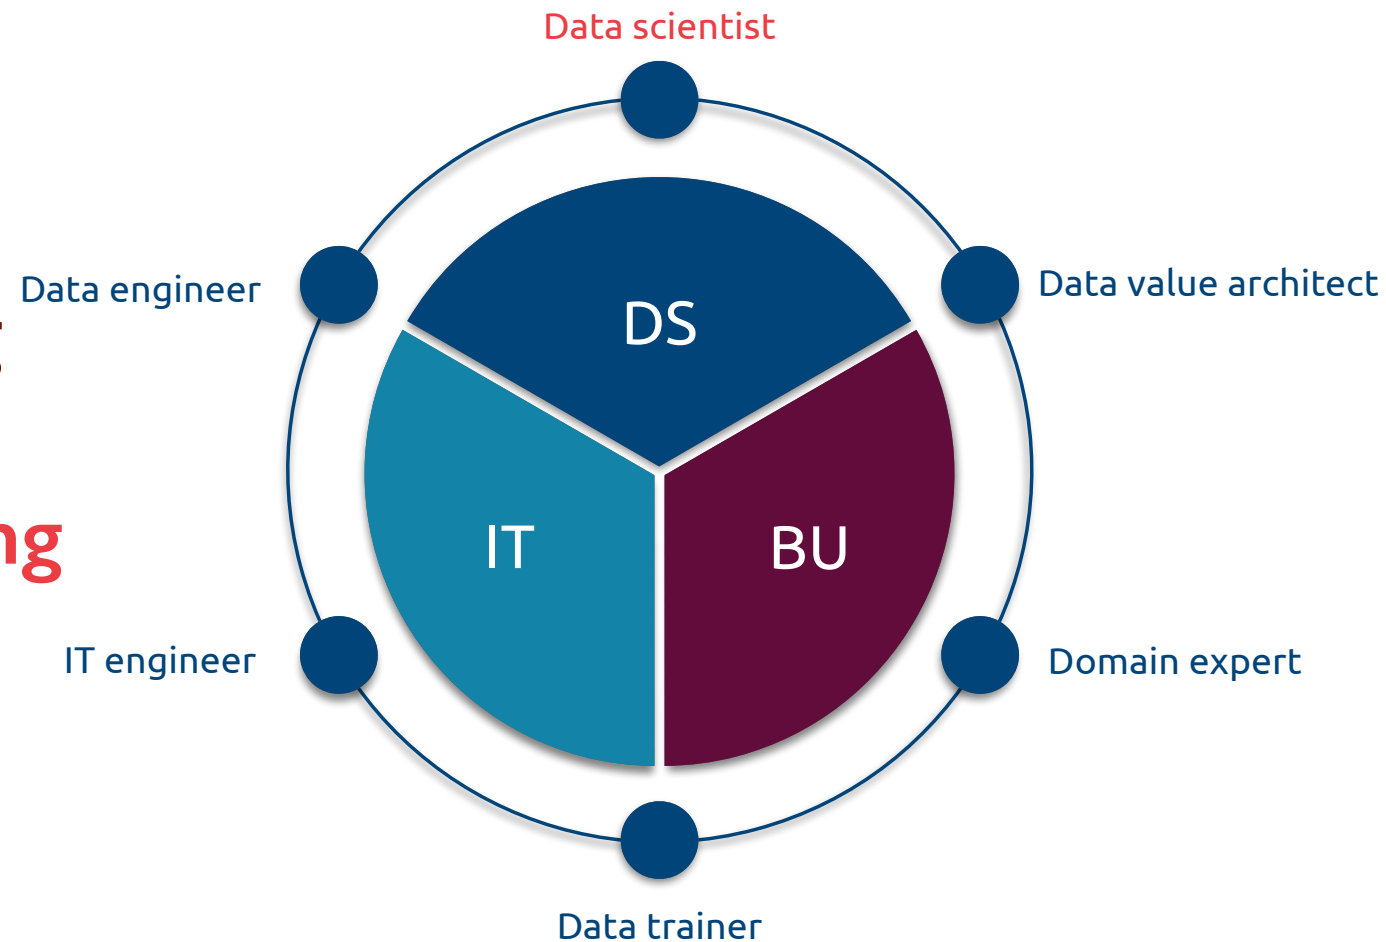 Data scientist
Data engineer
Data value architect
DS
IT
BU
IT engineer
Domain expert
Data trainer